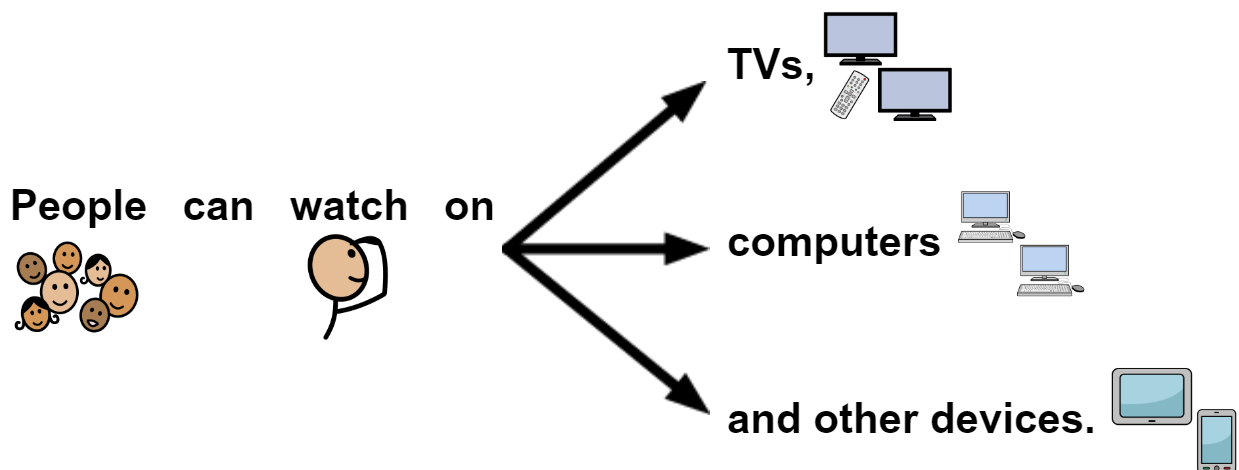 People can watch on
TVs,
computers
and other devices.